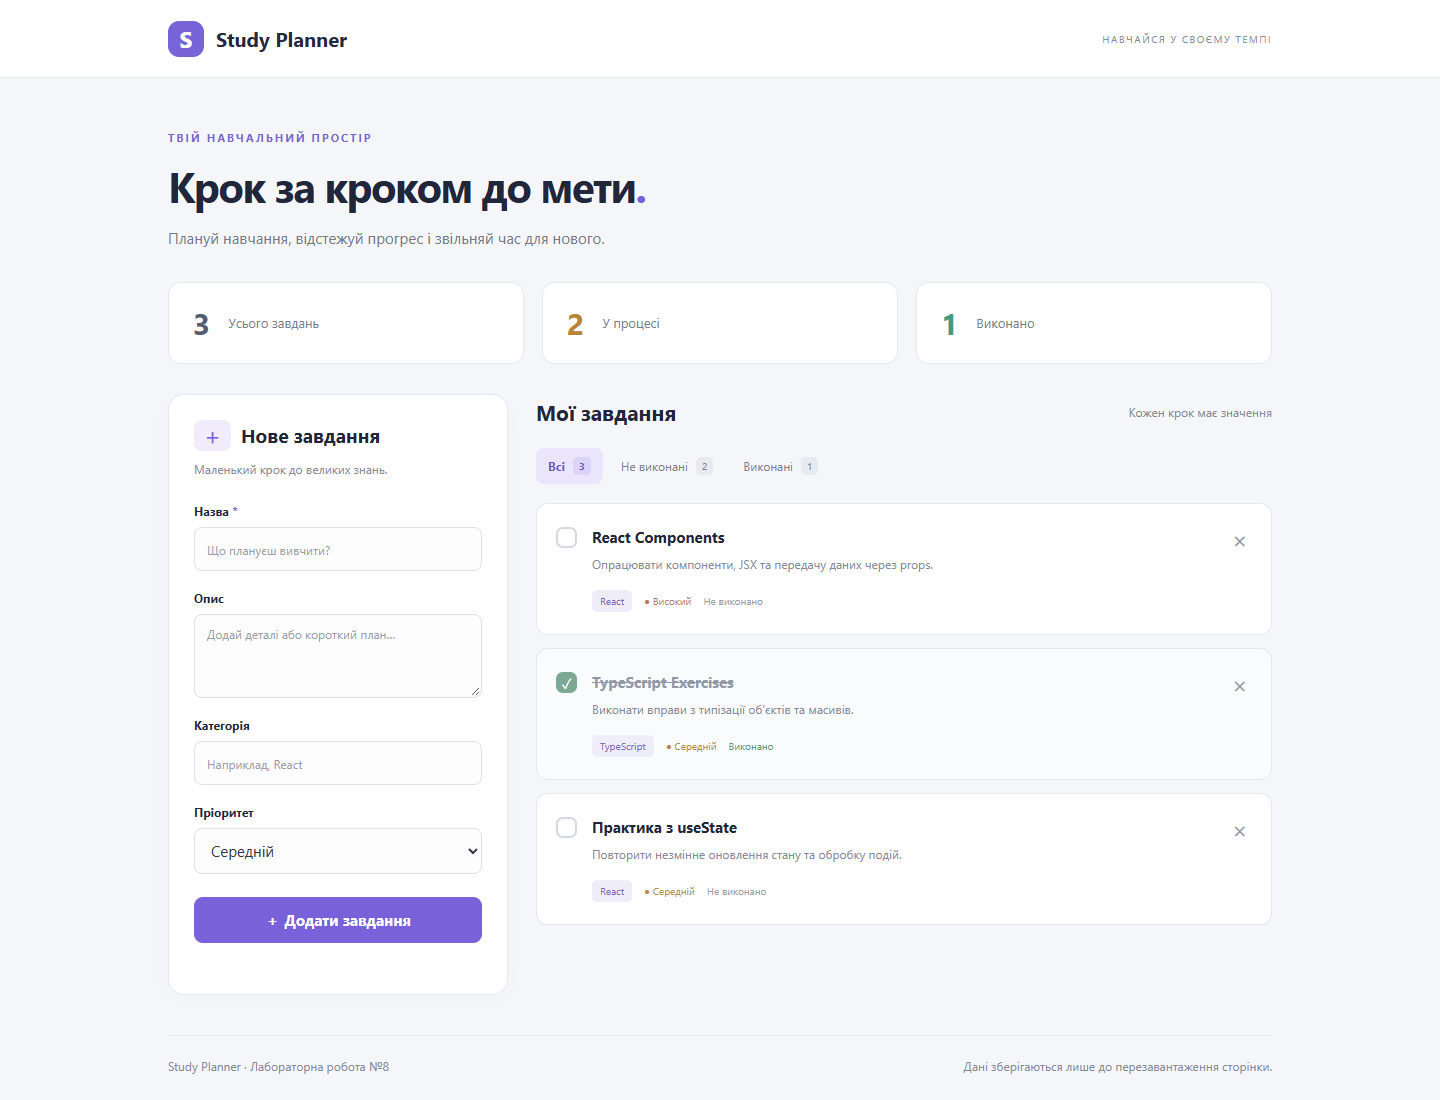 S Study Planner
НАВЧАЙСЯ У СВОЄМУ ТЕМПІ
ТВІЙ НАВЧАЛЬНИЙ ПРОСТІР
Крок за кроком до мети.
Плануй навчання, відстежуй прогрес і звільняй час для нового.
3 Усього завдань
2 У процесі
1 Виконано
+ Нове завдання
Маленький крок до великих знань.
Назва *
Що плануєш вивчити?
Опис
Додай деталі або короткий план...
Категорія
Наприклад, React
Пріоритет
Середній
+ Додати завдання
Мої завдання
Кожен крок має значення
Всі 3 Не виконані 2 Виконані 1
React Components
Опрацювати компоненти, JSX та передачу даних через props.
React ● Високий Не виконано
TypeScript Exercises
Виконати вправи з типізації об’єктів та масивів.
TypeScript ● Середній Виконано
Практика з useState
Повторити незмінне оновлення стану та обробку подій.
React ● Середній Не виконано
Study Planner · Лабораторна робота №8
Дані зберігаються лише до перезавантаження сторінки.